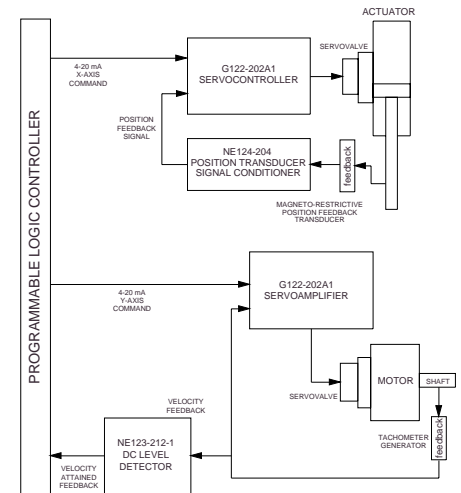 ACTUATOR
SERVOVALVE
G122-202A1
SERVOCONTROLLER
4-20 mA
X-AXIS
COMMAND
POSITION
FEEDBACK
SIGNAL
NE124-204
POSITION TRANSDUCER
SIGNAL CONDITIONER
feedback
MAGNETO-RESTRICTIVE
POSITION FEEDBACK
TRANSDUCER
PROGRAMMABLE LOGIC CONTROLLER
G122-202A1
SERVOAMPLIFIER
4-20 mA
Y-AXIS
COMMAND
MOTOR
SHAFT
SERVOVALVE
VELOCITY
FEEDBACK
feedback
TACHOMETER
GENERATOR
NE123-212-1
DC LEVEL
DETECTOR
VELOCITY
ATTAINED
FEEDBACK